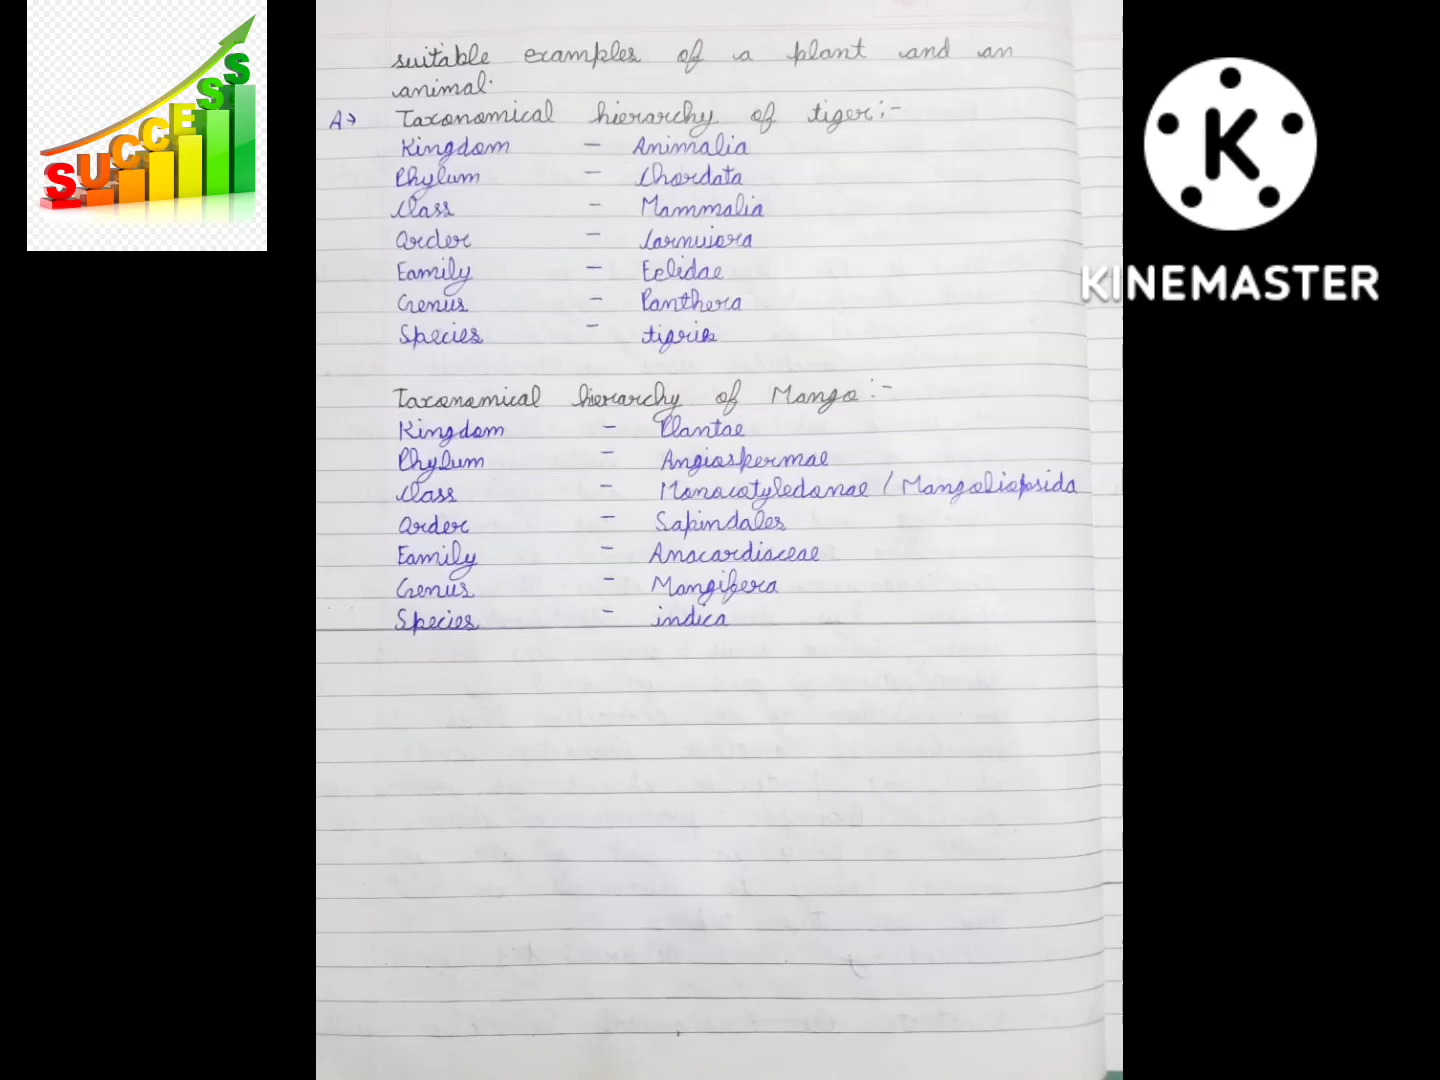 SUCCESS
K
KINEMASTER
suitable examples of a plant and an
animal.
A→ Taxonomical hierarchy of tiger:-
Kingdom - Animalia
Phylum - Chordata
Class - Mammalia
Order - Carnivora
Family - Felidae
Genus - Panthera
Species - tigris
Taxonomical hierarchy of Mango:-
Kingdom - Plantae
Phylum - Angiospermae
Class - Monocotyledonae / Mangoliopsida
Order - Sapindales
Family - Anacardiaceae
Genus - Mangifera
Species - indica